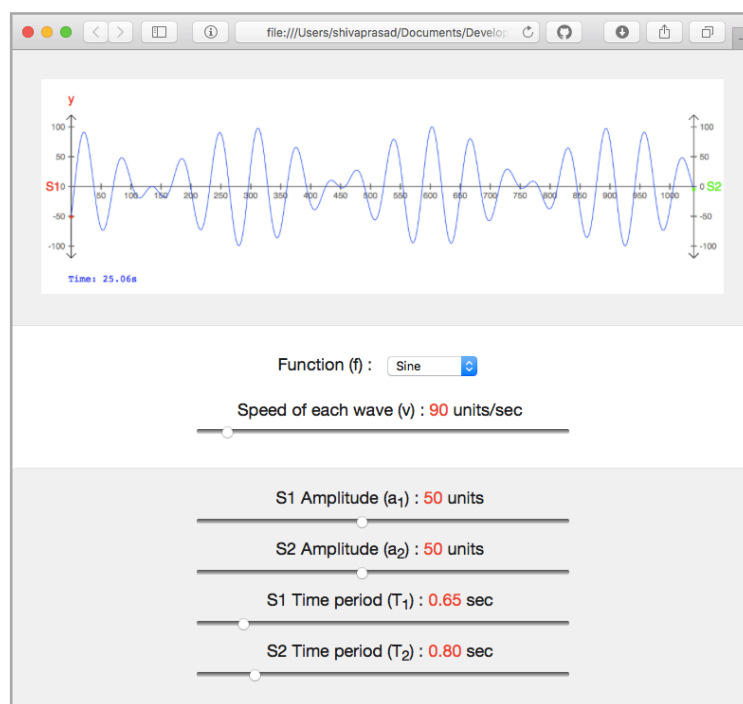 file:///Users/shivaprasad/Documents/Develop
y
100 100
50 50
S1 0 50 100 150 200 250 300 350 400 450 500 550 600 650 700 750 800 850 900 950 1000 0 S2
-50 -50
-100 -100
Time: 25.06s
Function (f) : Sine
Speed of each wave (v) : 90 units/sec
S1 Amplitude (a₁) : 50 units
S2 Amplitude (a₂) : 50 units
S1 Time period (T₁) : 0.65 sec
S2 Time period (T₂) : 0.80 sec